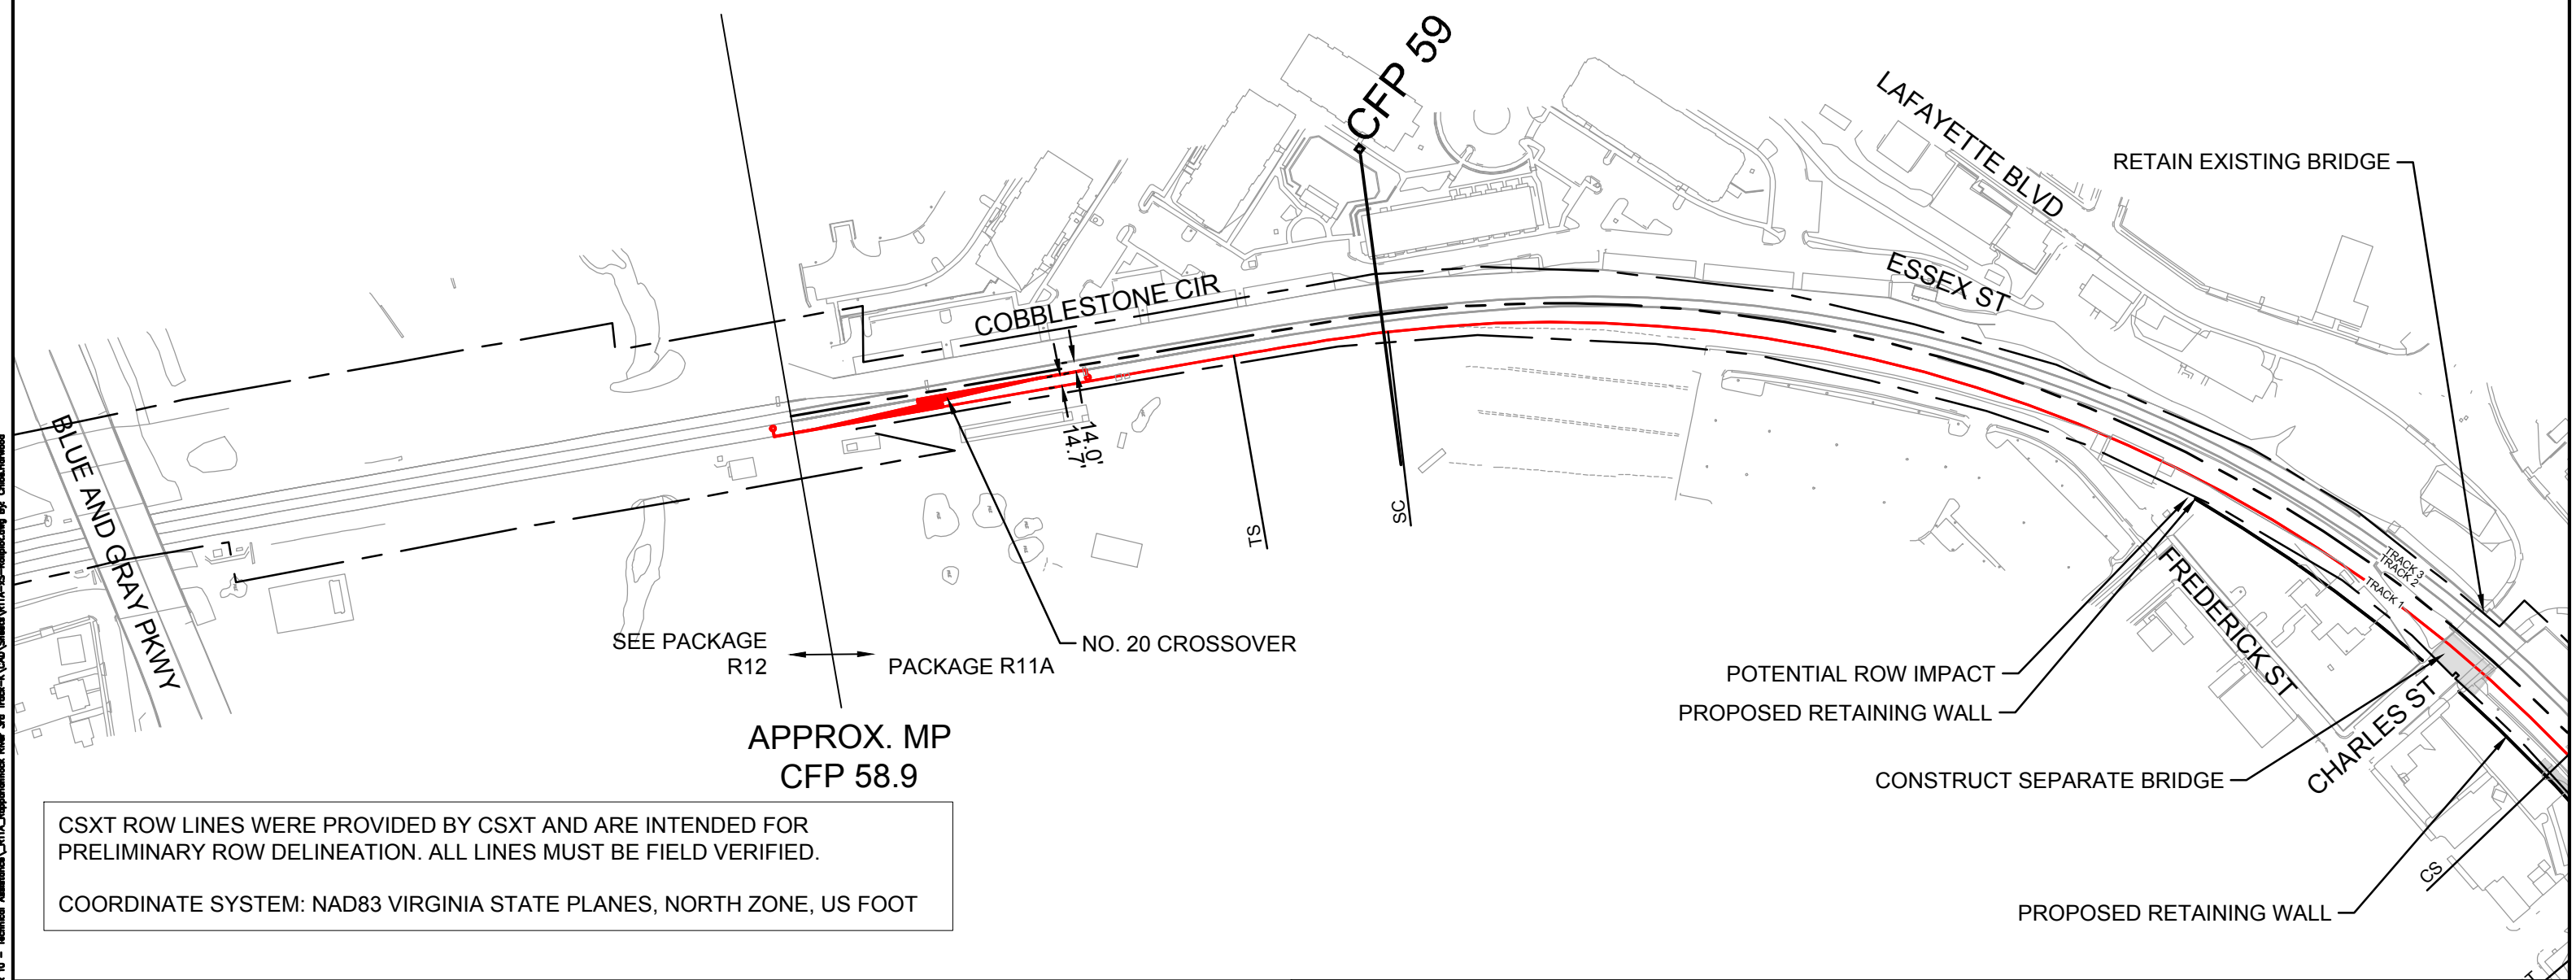 CFP 59
LAFAYETTE BLVD
RETAIN EXISTING BRIDGE
ESSEX ST
COBBLESTONE CIR
14.0'
14.7'
BLUE AND GRAY PKWY
TS
SC
TRACK 3
TRACK 2
TRACK 1
FREDERICK ST
SEE PACKAGE
R12
PACKAGE R11A
NO. 20 CROSSOVER
POTENTIAL ROW IMPACT
PROPOSED RETAINING WALL
APPROX. MP
CFP 58.9
CONSTRUCT SEPARATE BRIDGE
CHARLES ST
CS
PROPOSED RETAINING WALL
CSXT ROW LINES WERE PROVIDED BY CSXT AND ARE INTENDED FOR
PRELIMINARY ROW DELINEATION. ALL LINES MUST BE FIELD VERIFIED.
COORDINATE SYSTEM: NAD83 VIRGINIA STATE PLANES, NORTH ZONE, US FOOT